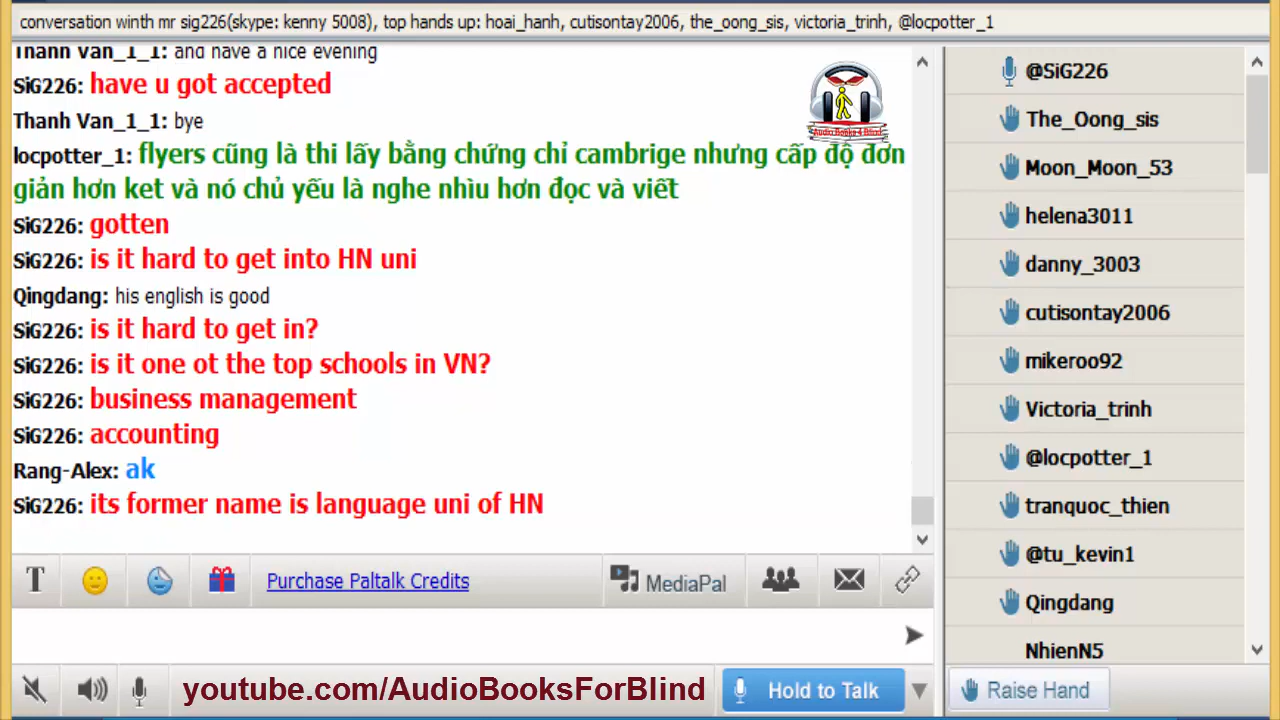 conversation winth mr sig226(skype: kenny 5008), top hands up: hoai_hanh, cutisontay2006, the_oong_sis, victoria_trinh, @locpotter_1
Thanh Van_1_1: and have a nice evening
SiG226: have u got accepted
Thanh Van_1_1: bye
locpotter_1: flyers cũng là thi lấy bằng chứng chỉ cambrige nhưng cấp độ đơn
giản hơn ket và nó chủ yếu là nghe nhìu hơn đọc và viết
SiG226: gotten
SiG226: is it hard to get into HN uni
Qingdang: his english is good
SiG226: is it hard to get in?
SiG226: is it one ot the top schools in VN?
SiG226: business management
SiG226: accounting
Rang-Alex: ak
SiG226: its former name is language uni of HN
Audio Books 4 Blind
@SiG226
The_Oong_sis
Moon_Moon_53
helena3011
danny_3003
cutisontay2006
mikeroo92
Victoria_trinh
@locpotter_1
tranquoc_thien
@tu_kevin1
Qingdang
NhienN5
T
Purchase Paltalk Credits
MediaPal
youtube.com/AudioBooksForBlind
Hold to Talk
Raise Hand